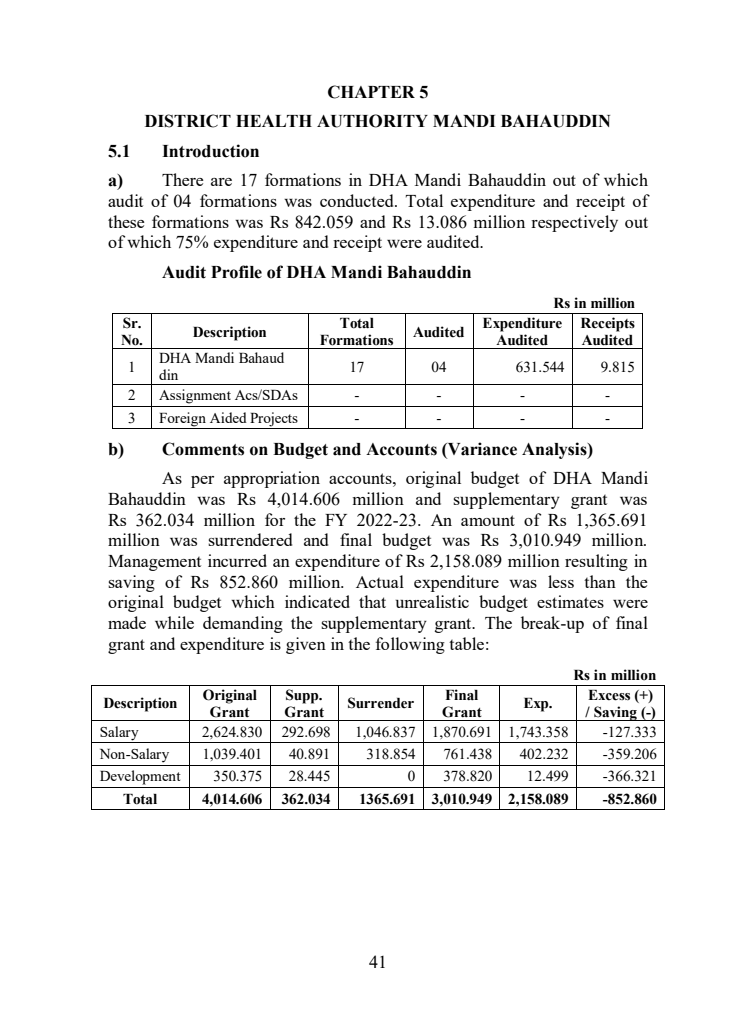 CHAPTER 5
DISTRICT HEALTH AUTHORITY MANDI BAHAUDDIN
5.1 Introduction
a) There are 17 formations in DHA Mandi Bahauddin out of which
audit of 04 formations was conducted. Total expenditure and receipt of
these formations was Rs 842.059 and Rs 13.086 million respectively out
of which 75% expenditure and receipt were audited.
Audit Profile of DHA Mandi Bahauddin
Rs in million
Sr. No. Description Total Formations Audited Expenditure Audited Receipts Audited
1 DHA Mandi Bahaud din 17 04 631.544 9.815
2 Assignment Acs/SDAs - - - -
3 Foreign Aided Projects - - - -
b) Comments on Budget and Accounts (Variance Analysis)
As per appropriation accounts, original budget of DHA Mandi
Bahauddin was Rs 4,014.606 million and supplementary grant was
Rs 362.034 million for the FY 2022-23. An amount of Rs 1,365.691
million was surrendered and final budget was Rs 3,010.949 million.
Management incurred an expenditure of Rs 2,158.089 million resulting in
saving of Rs 852.860 million. Actual expenditure was less than the
original budget which indicated that unrealistic budget estimates were
made while demanding the supplementary grant. The break-up of final
grant and expenditure is given in the following table:
Rs in million
Description Original Grant Supp. Grant Surrender Final Grant Exp. Excess (+) / Saving (-)
Salary 2,624.830 292.698 1,046.837 1,870.691 1,743.358 -127.333
Non-Salary 1,039.401 40.891 318.854 761.438 402.232 -359.206
Development 350.375 28.445 0 378.820 12.499 -366.321
Total 4,014.606 362.034 1365.691 3,010.949 2,158.089 -852.860
41